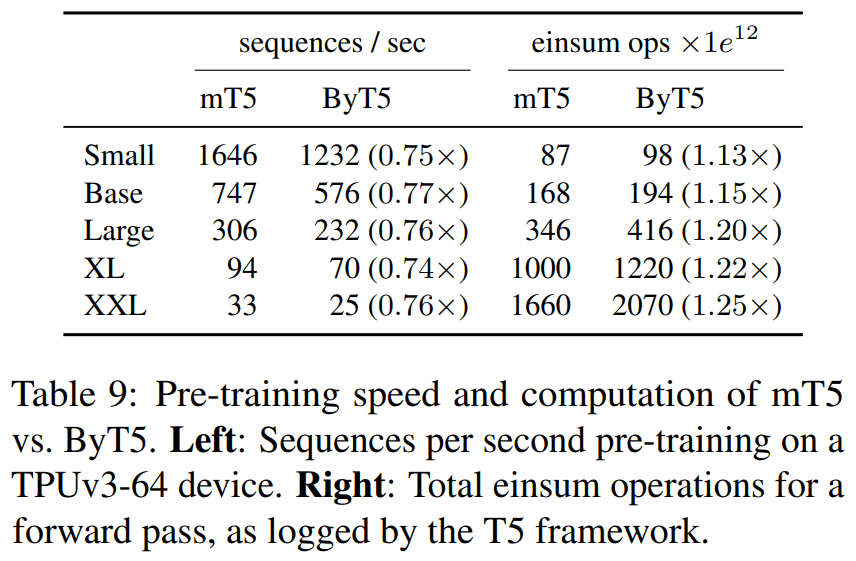 sequences / sec einsum ops ×1e^12
mT5 ByT5 mT5 ByT5
Small 1646 1232 (0.75×) 87 98 (1.13×)
Base 747 576 (0.77×) 168 194 (1.15×)
Large 306 232 (0.76×) 346 416 (1.20×)
XL 94 70 (0.74×) 1000 1220 (1.22×)
XXL 33 25 (0.76×) 1660 2070 (1.25×)
Table 9: Pre-training speed and computation of mT5
vs. ByT5. Left: Sequences per second pre-training on a
TPUv3-64 device. Right: Total einsum operations for a
forward pass, as logged by the T5 framework.